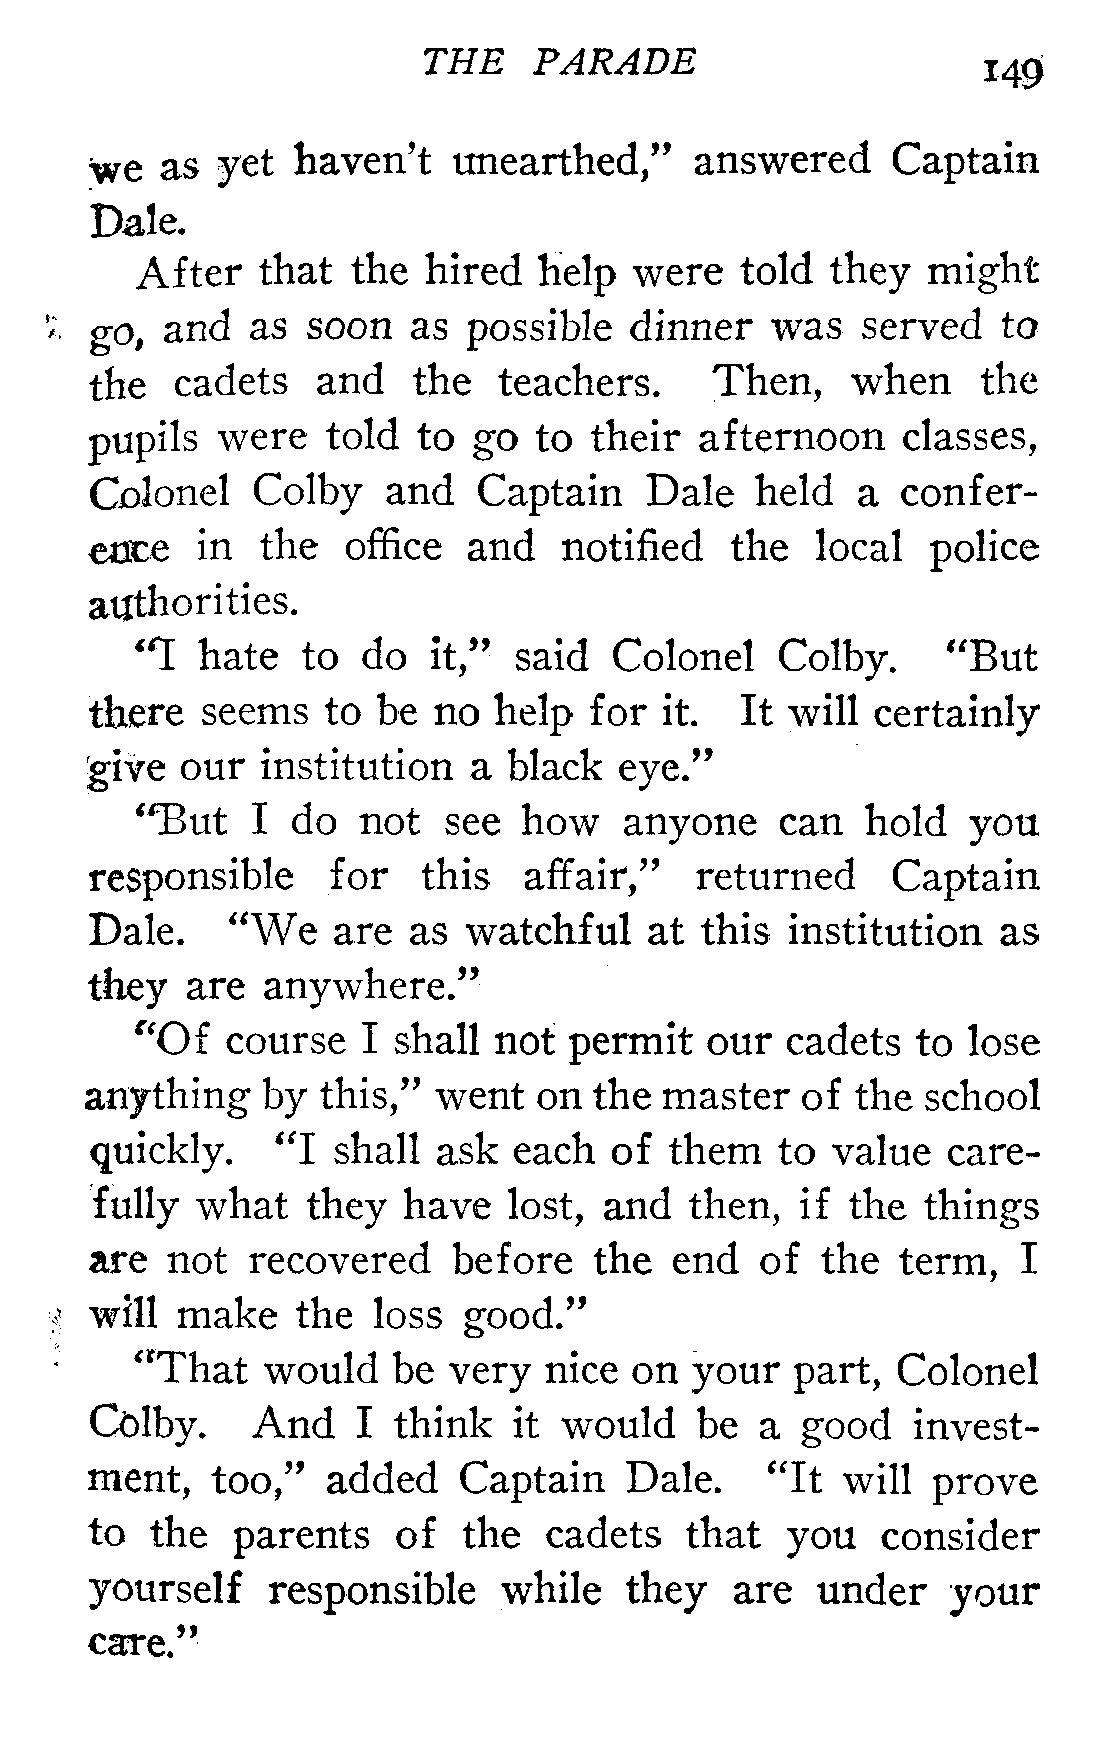 THE PARADE 149
we as yet haven't unearthed," answered Captain
Dale.
After that the hired help were told they might
go, and as soon as possible dinner was served to
the cadets and the teachers. Then, when the
pupils were told to go to their afternoon classes,
Colonel Colby and Captain Dale held a confer-
ence in the office and notified the local police
authorities.
"I hate to do it," said Colonel Colby. "But
there seems to be no help for it. It will certainly
give our institution a black eye."
"But I do not see how anyone can hold you
responsible for this affair," returned Captain
Dale. "We are as watchful at this institution as
they are anywhere."
"Of course I shall not permit our cadets to lose
anything by this," went on the master of the school
quickly. "I shall ask each of them to value care-
fully what they have lost, and then, if the things
are not recovered before the end of the term, I
will make the loss good."
"That would be very nice on your part, Colonel
Colby. And I think it would be a good invest-
ment, too," added Captain Dale. "It will prove
to the parents of the cadets that you consider
yourself responsible while they are under your
care."